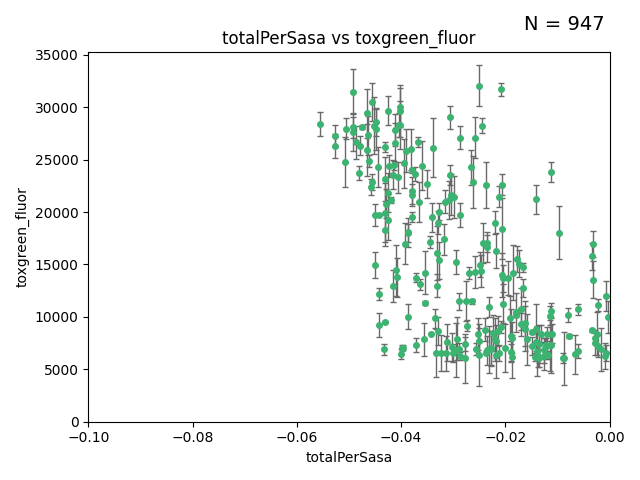 N = 947
totalPerSasa vs toxgreen_fluor
35000
30000
25000
20000
15000
10000
5000
0
toxgreen_fluor
−0.10 −0.08 −0.06 −0.04 −0.02 0.00
totalPerSasa